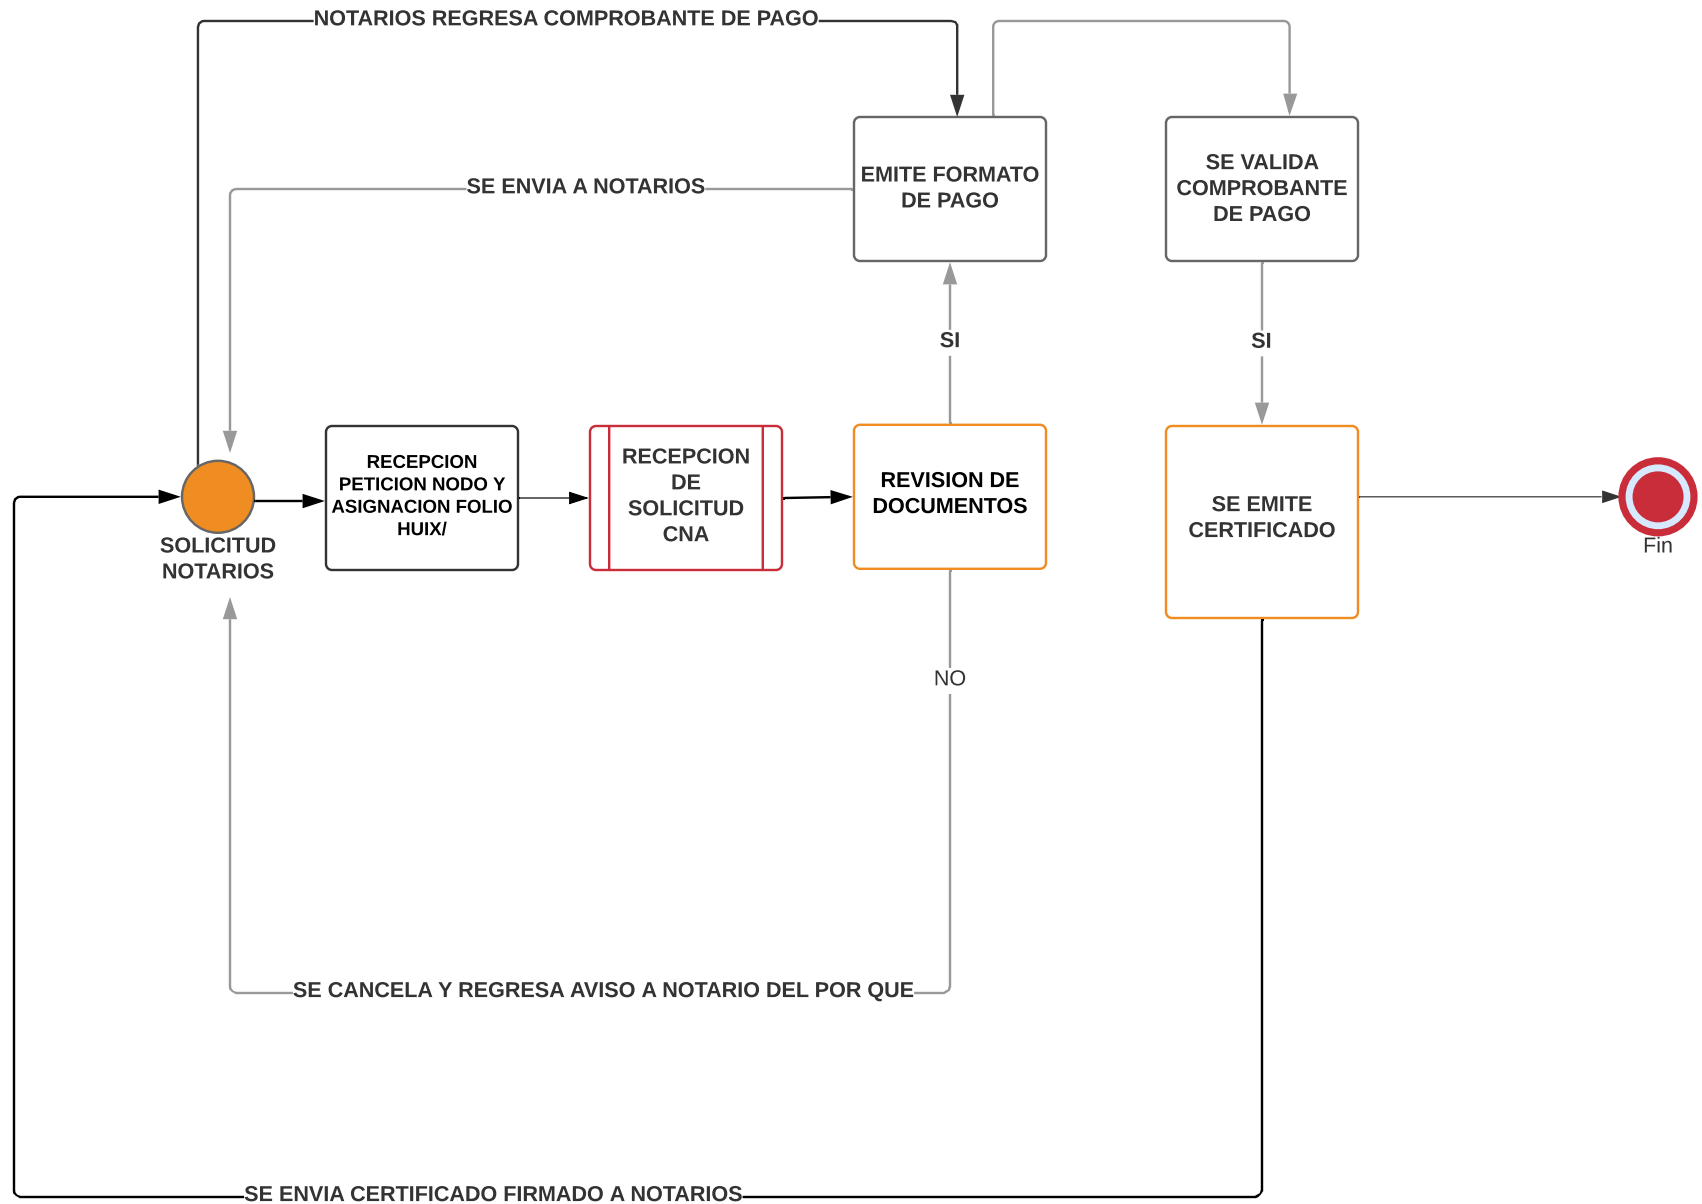 NOTARIOS REGRESA COMPROBANTE DE PAGO
EMITE FORMATO
DE PAGO
SE VALIDA
COMPROBANTE
DE PAGO
SE ENVIA A NOTARIOS
SI
SI
SOLICITUD
NOTARIOS
RECEPCION
PETICION NODO Y
ASIGNACION FOLIO
HUIX/
RECEPCION
DE
SOLICITUD
CNA
REVISION DE
DOCUMENTOS
SE EMITE
CERTIFICADO
Fin
NO
SE CANCELA Y REGRESA AVISO A NOTARIO DEL POR QUE
SE ENVIA CERTIFICADO FIRMADO A NOTARIOS